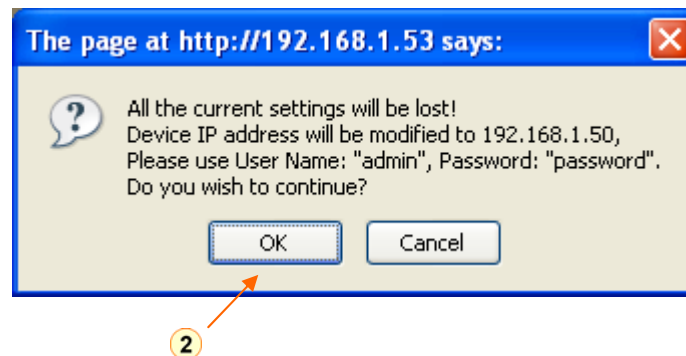 The page at http://192.168.1.53 says:
All the current settings will be lost!
Device IP address will be modified to 192.168.1.50,
Please use User Name: "admin", Password: "password".
Do you wish to continue?
OK Cancel
2